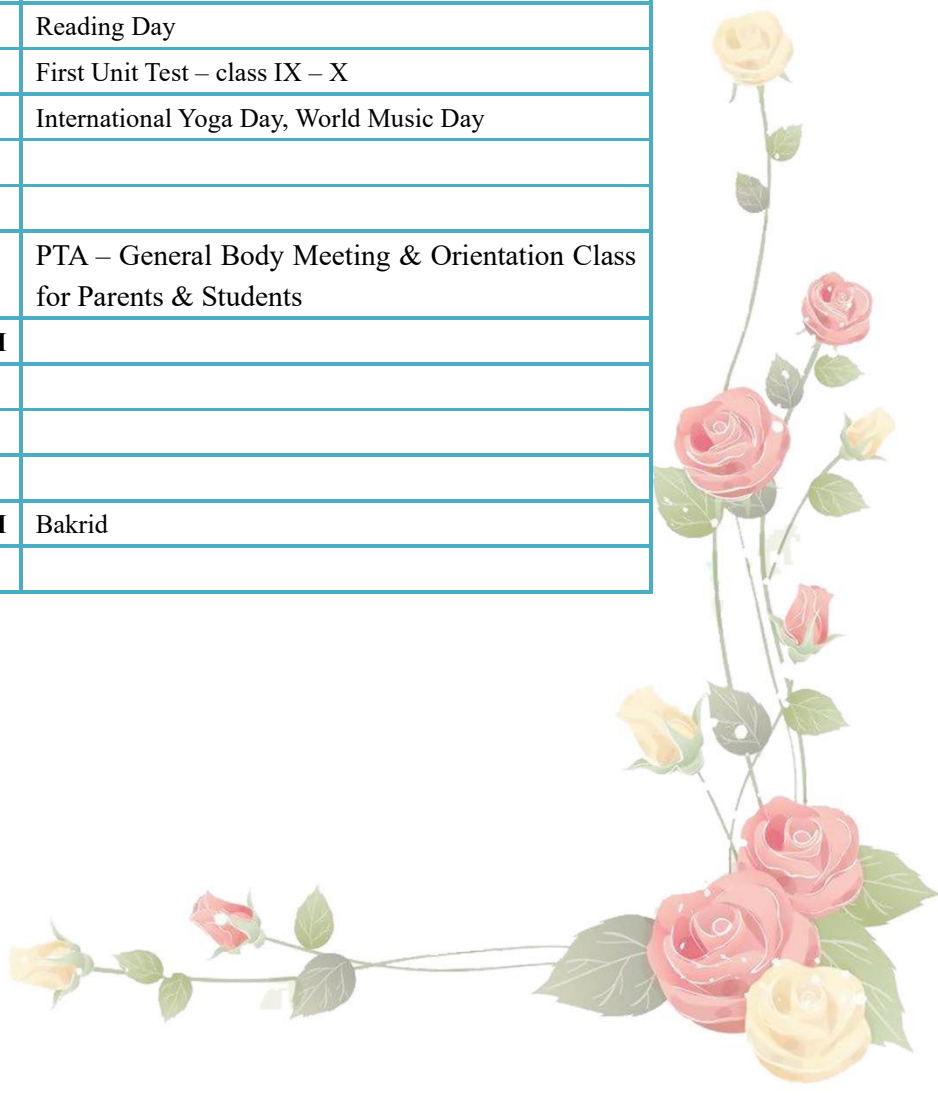 Reading Day
First Unit Test – class IX – X
International Yoga Day, World Music Day
PTA – General Body Meeting & Orientation Class
for Parents & Students
Bakrid